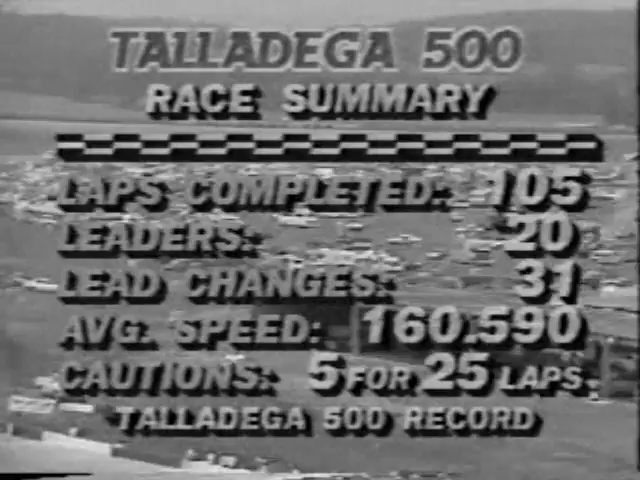 TALLADEGA 500
RACE SUMMARY
LAPS COMPLETED: 105
LEADERS: 20
LEAD CHANGES: 31
AVG. SPEED: 160.590
CAUTIONS: 5 FOR 25 LAPS
TALLADEGA 500 RECORD